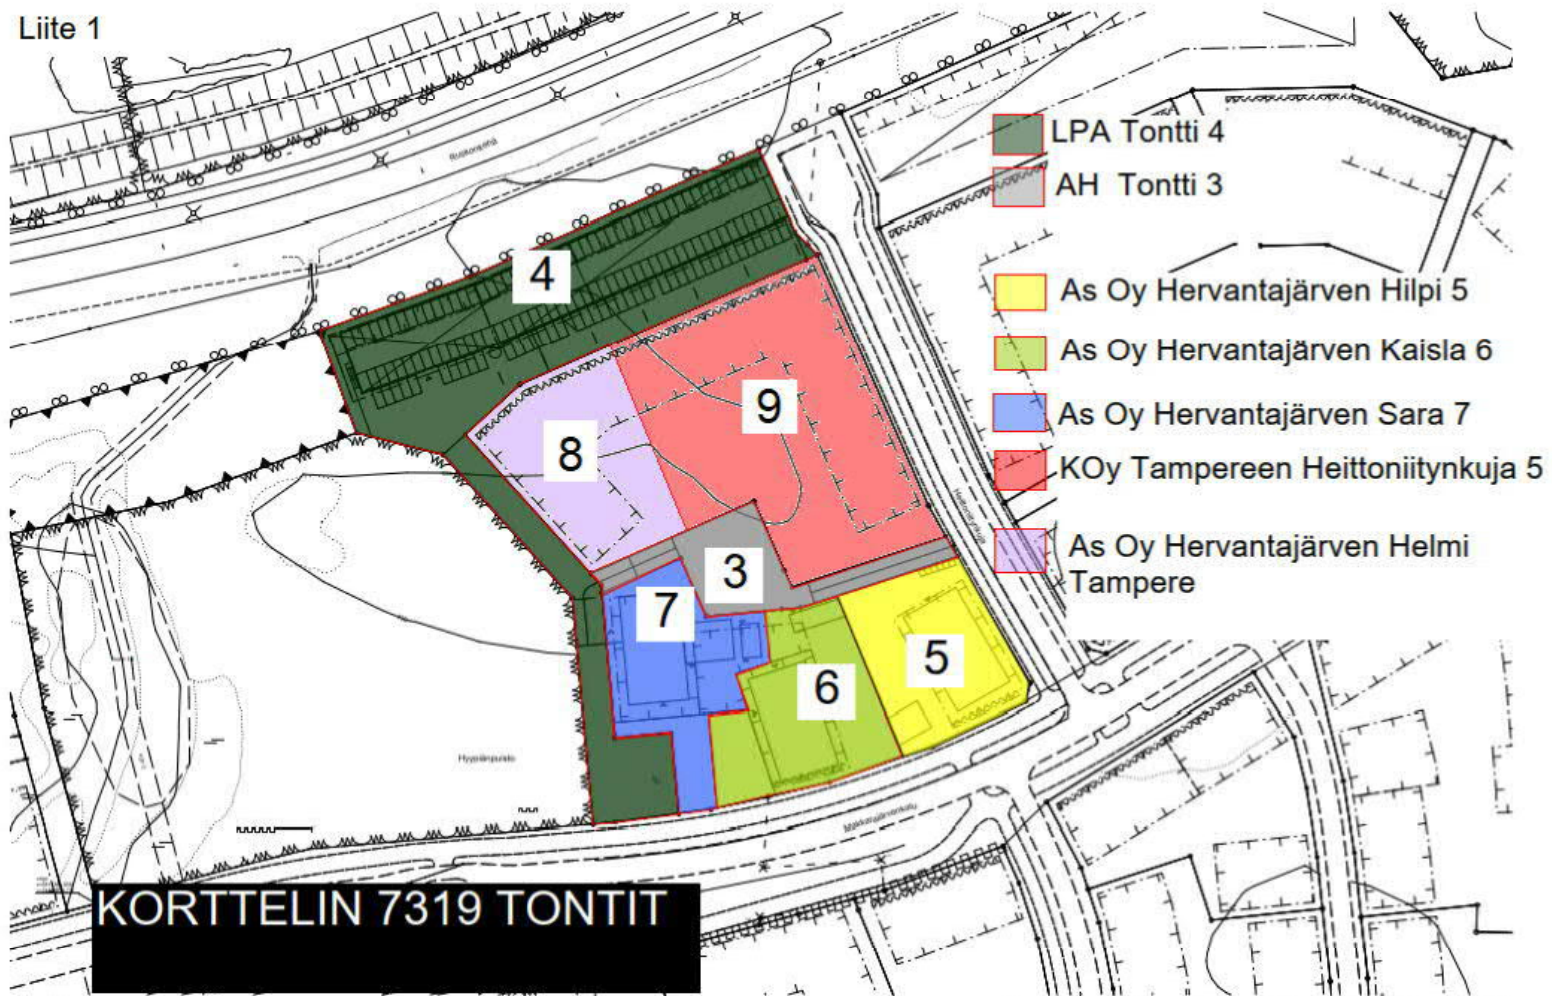 Liite 1
LPA Tontti 4
AH Tontti 3
As Oy Hervantajärven Hilpi 5
As Oy Hervantajärven Kaisla 6
As Oy Hervantajärven Sara 7
KOy Tampereen Heittoniitynkuja 5
As Oy Hervantajärven Helmi
Tampere
4
9
8
3
7
6
5
Heittoniitynkuja
Makkarajärvenkatu
KORTTELIN 7319 TONTIT